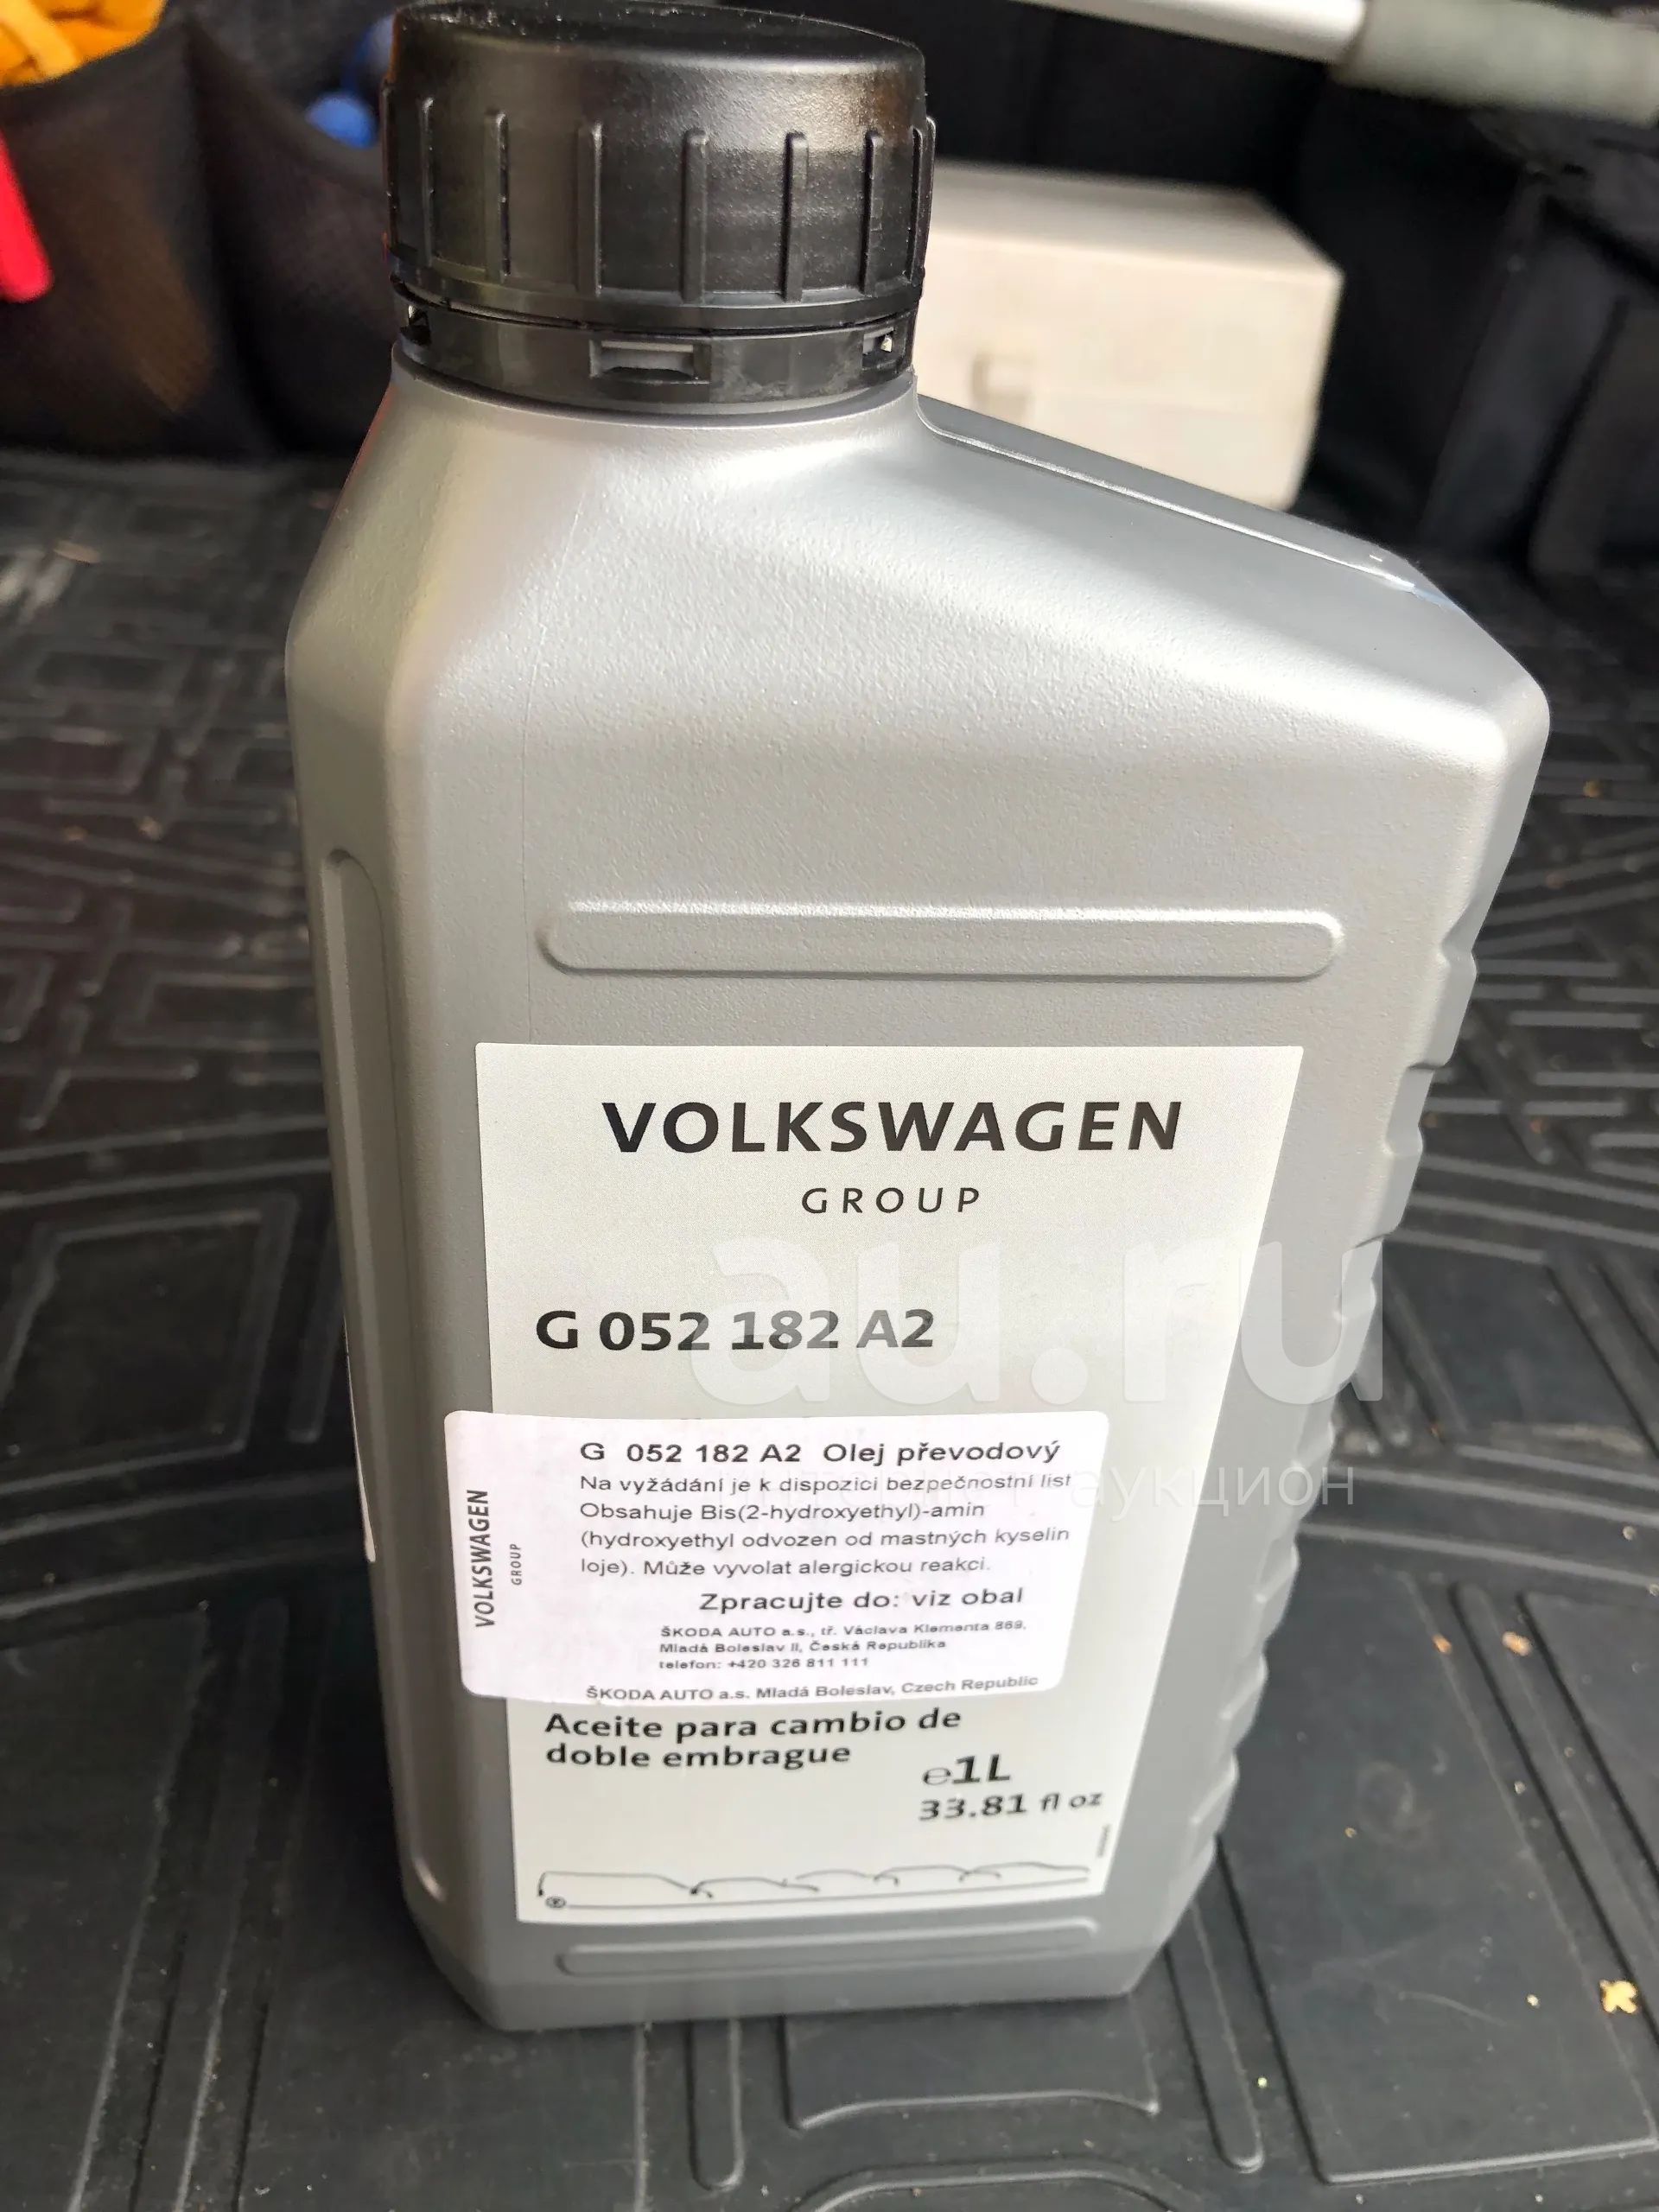 VOLKSWAGEN
GROUP
G 052 182 A2
au.ru
аукцион
G 052 182 A2 Olej převodový
Na vyžádání je k dispozici bezpečnostní list
Obsahuje Bis(2-hydroxyethyl)-amin
(hydroxyethyl odvozen od mastných kyselin
loje). Může vyvolat alergickou reakci.
Zpracujte do: viz obal
ŠKODA AUTO a.s., tř. Václava Klementa 869,
Mladá Boleslav II, Česká Republika
telefon: +420 326 811 111
ŠKODA AUTO a.s. Mladá Boleslav, Czech Republic
VOLKSWAGEN
GROUP
Aceite para cambio de
doble embrague
e1L
33.81 fl oz